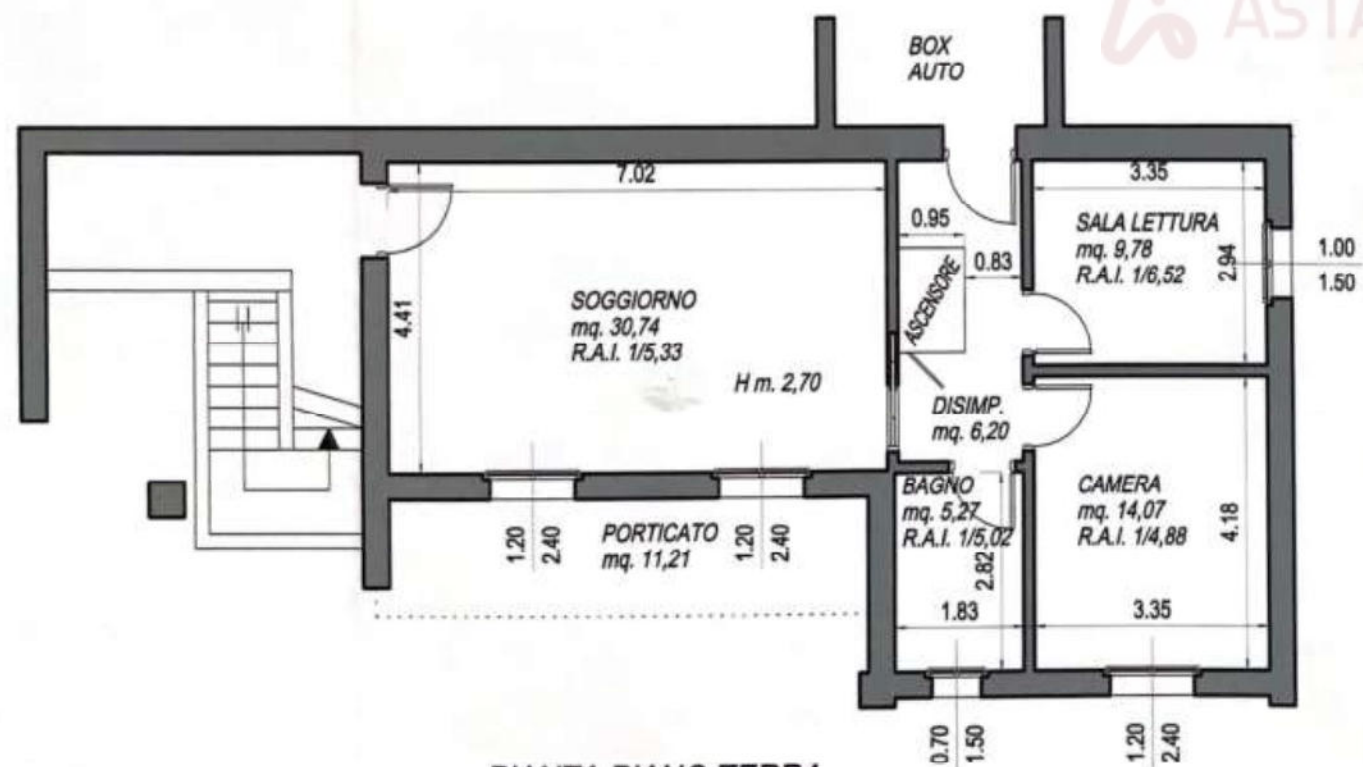 ASTA
BOX
AUTO
7.02
3.35
0.95
0.83
SALA LETTURA
mq. 9,78
R.A.I. 1/6,52
2.94
1.00
1.50
ASCENSORE
SOGGIORNO
mq. 30,74
R.A.I. 1/5,33
4.41
H m. 2,70
DISIMP.
mq. 6,20
BAGNO
mq. 5,27
R.A.I. 1/5,02
2.82
1.83
CAMERA
mq. 14,07
R.A.I. 1/4,88
4.18
3.35
1.20
2.40
PORTICATO
mq. 11,21
1.20
2.40
0.70
1.50
1.20
2.40
PIANTA PIANO TERRA